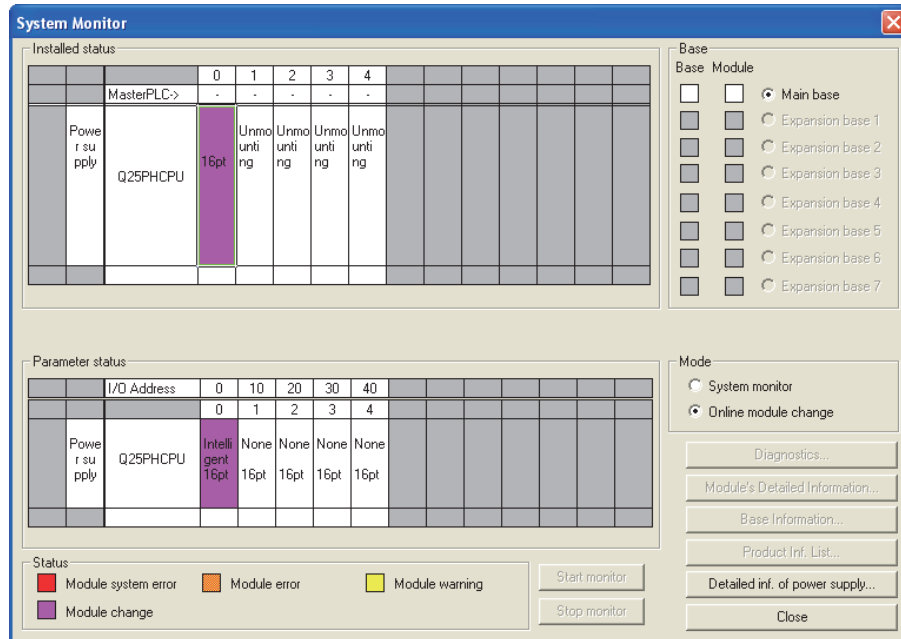 System Monitor
Installed status
0 1 2 3 4
MasterPLC-> - - - - -
Powe
r su
pply
Q25PHCPU
16pt
Unmo
unti
ng
Unmo
unti
ng
Unmo
unti
ng
Unmo
unti
ng
Base
Base Module
Main base
Expansion base 1
Expansion base 2
Expansion base 3
Expansion base 4
Expansion base 5
Expansion base 6
Expansion base 7
Parameter status
I/O Address 0 10 20 30 40
0 1 2 3 4
Powe
r su
pply
Q25PHCPU
Intelli
gent
16pt
None
16pt
None
16pt
None
16pt
None
16pt
Mode
System monitor
Online module change
Diagnostics...
Module's Detailed Information...
Base Information...
Product Inf. List...
Detailed inf. of power supply...
Close
Status
Module system error
Module error
Module warning
Module change
Start monitor
Stop monitor